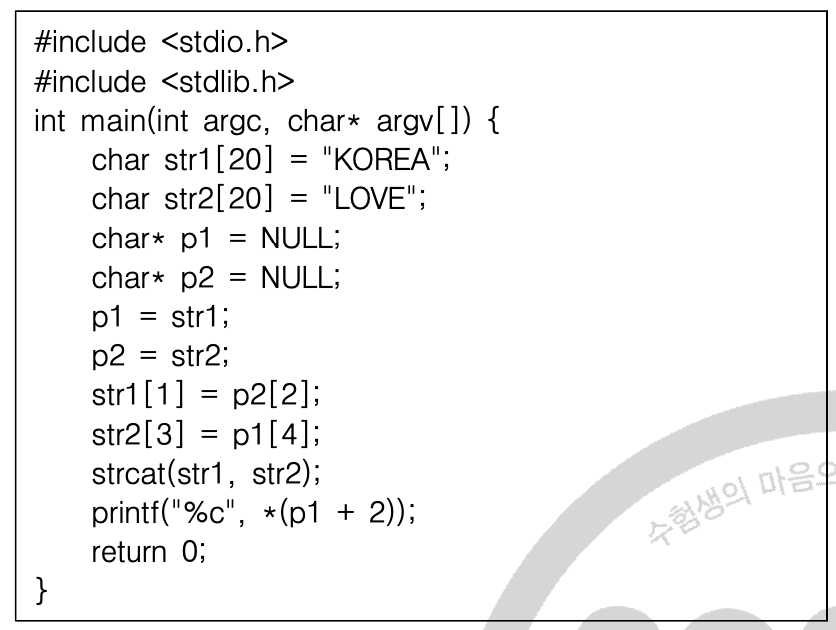 #include <stdio.h>
#include <stdlib.h>
int main(int argc, char* argv[]) {
    char str1[20] = "KOREA";
    char str2[20] = "LOVE";
    char* p1 = NULL;
    char* p2 = NULL;
    p1 = str1;
    p2 = str2;
    str1[1] = p2[2];
    str2[3] = p1[4];
    strcat(str1, str2);
    printf("%c", *(p1 + 2));
    return 0;
}
수험생의 마음으